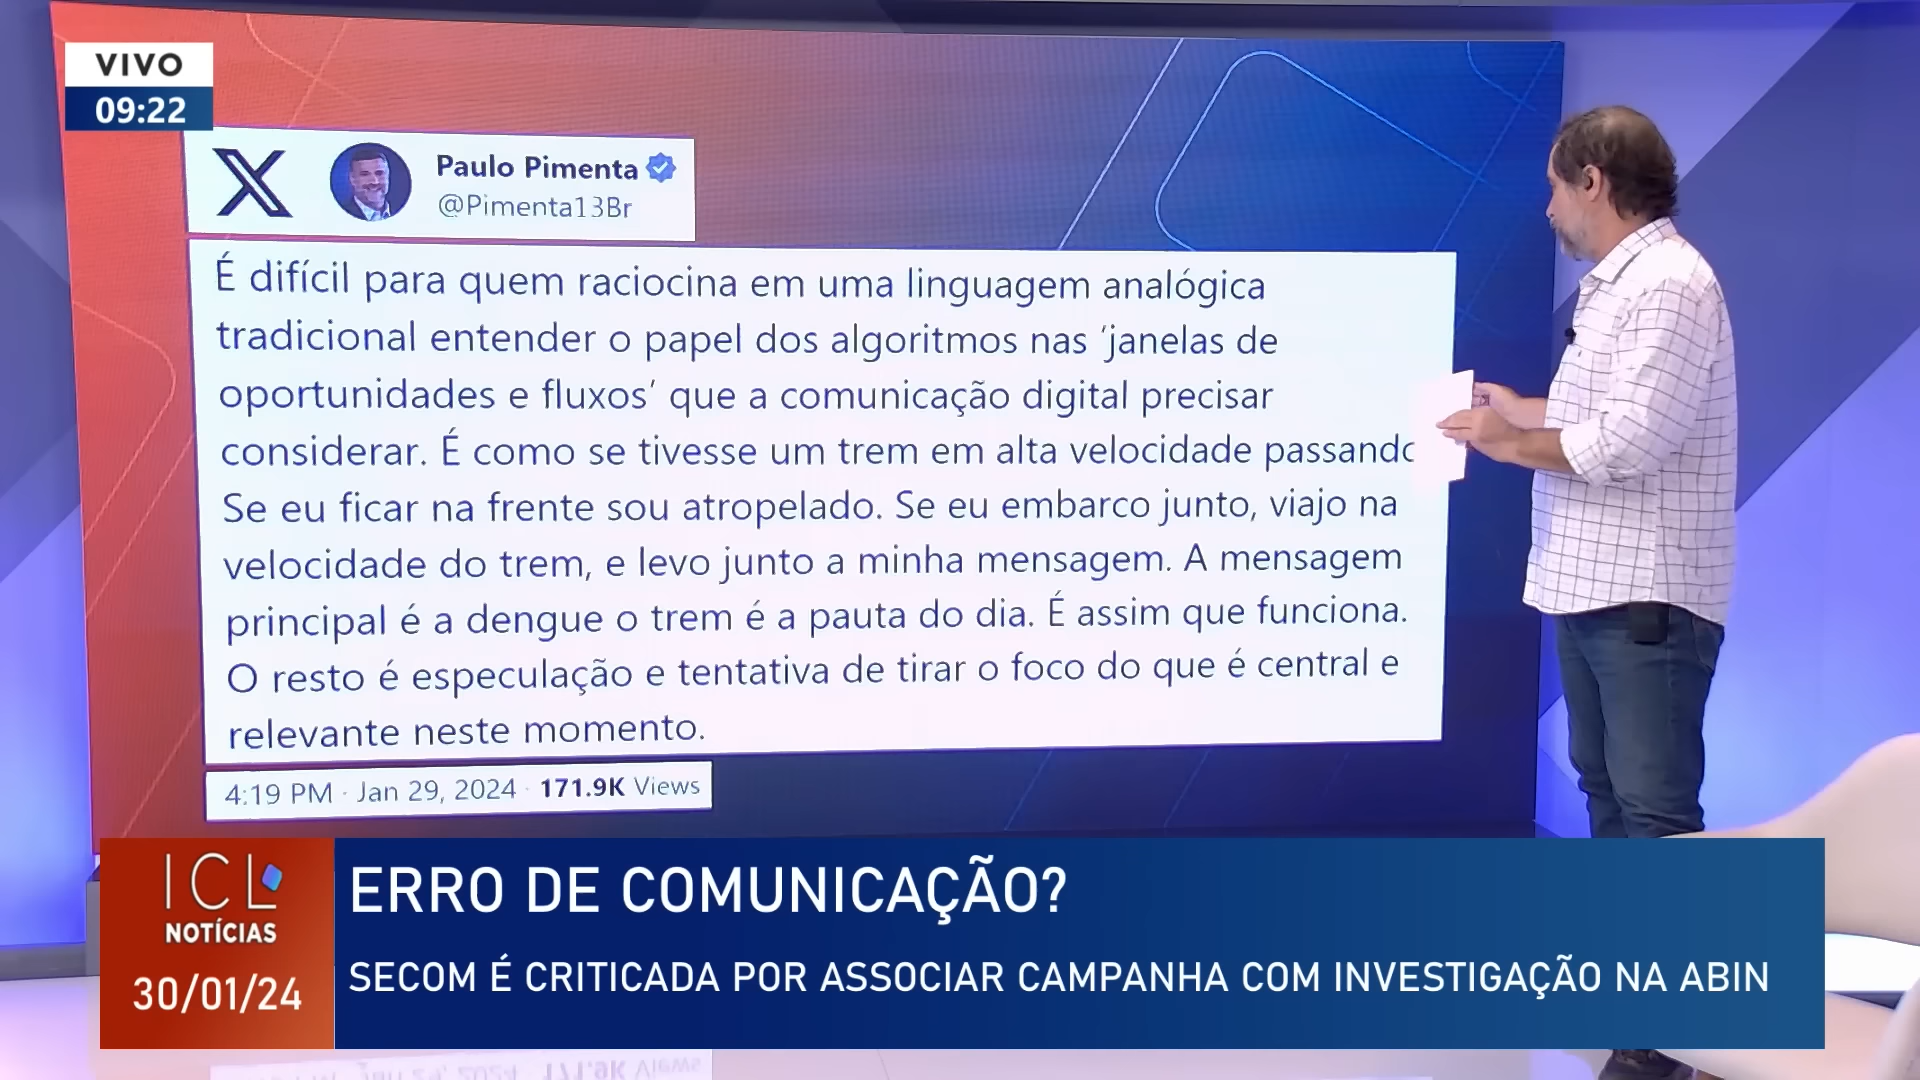 VIVO
09:22
Paulo Pimenta
@Pimenta13Br
É difícil para quem raciocina em uma linguagem analógica
tradicional entender o papel dos algoritmos nas ‘janelas de
oportunidades e fluxos’ que a comunicação digital precisar
considerar. É como se tivesse um trem em alta velocidade passando
Se eu ficar na frente sou atropelado. Se eu embarco junto, viajo na
velocidade do trem, e levo junto a minha mensagem. A mensagem
principal é a dengue o trem é a pauta do dia. É assim que funciona.
O resto é especulação e tentativa de tirar o foco do que é central e
relevante neste momento.
4:19 PM · Jan 29, 2024 · 171.9K Views
ICL
NOTÍCIAS
30/01/24
ERRO DE COMUNICAÇÃO?
SECOM É CRITICADA POR ASSOCIAR CAMPANHA COM INVESTIGAÇÃO NA ABIN